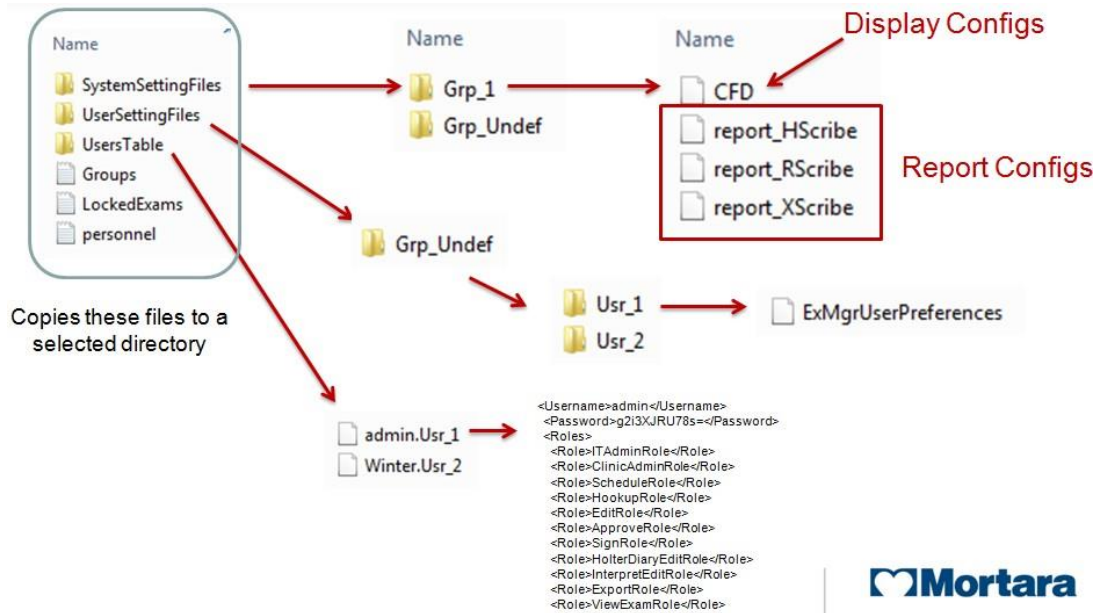 Name
SystemSettingFiles
UserSettingFiles
UsersTable
Groups
LockedExams
personnel
Copies these files to a
selected directory
Name
Grp_1
Grp_Undef
Name
CFD
report_HScribe
report_RScribe
report_XScribe
Display Configs
Report Configs
Grp_Undef
Usr_1
Usr_2
ExMgrUserPreferences
admin.Usr_1
Winter.Usr_2
<Username>admin</Username>
<Password>g2i3XJRU78s=</Password>
<Roles>
<Role>ITAdminRole</Role>
<Role>ClinicAdminRole</Role>
<Role>ScheduleRole</Role>
<Role>HookupRole</Role>
<Role>EditRole</Role>
<Role>ApproveRole</Role>
<Role>SignRole</Role>
<Role>HolterDiaryEditRole</Role>
<Role>InterpretEditRole</Role>
<Role>ExportRole</Role>
<Role>ViewExamRole</Role>
Mortara